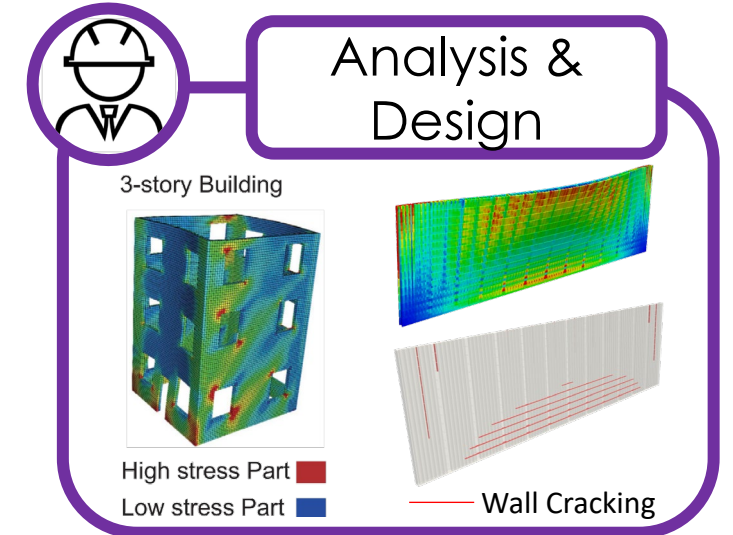 Analysis &
Design
3-story Building
High stress Part
Low stress Part
Wall Cracking